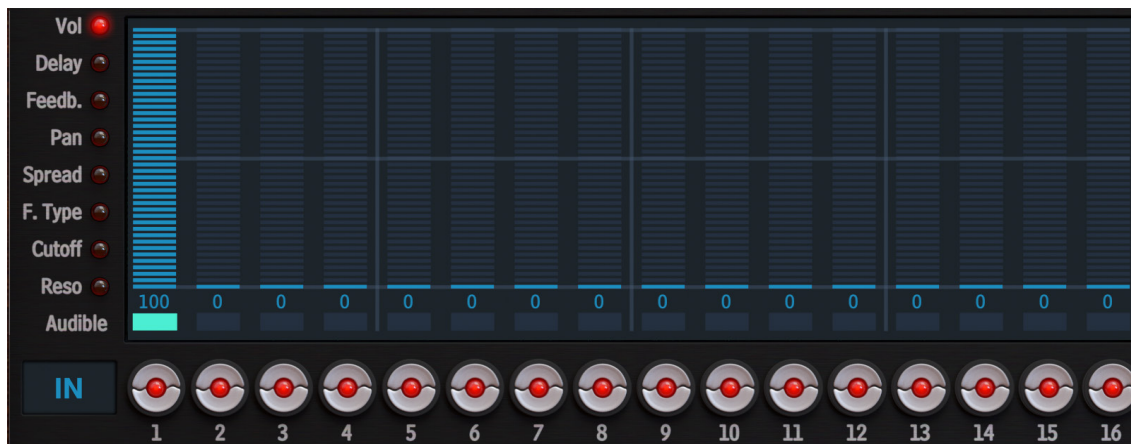 Vol
Delay
Feedb.
Pan
Spread
F. Type
Cutoff
Reso
100 0 0 0 0 0 0 0 0 0 0 0 0 0 0 0
Audible
IN
1 2 3 4 5 6 7 8 9 10 11 12 13 14 15 16